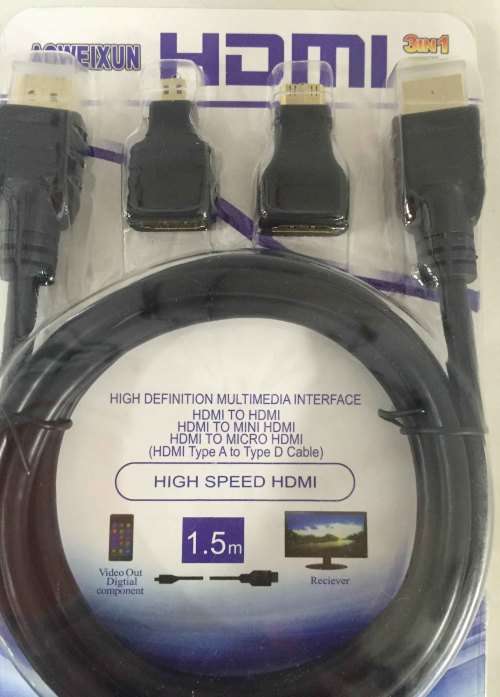 AOWEIXUN
HDMI
3IN1
HIGH DEFINITION MULTIMEDIA INTERFACE
HDMI TO HDMI
HDMI TO MINI HDMI
HDMI TO MICRO HDMI
(HDMI Type A to Type D Cable)
HIGH SPEED HDMI
1.5m
Video Out
Digtial
component
Reciever